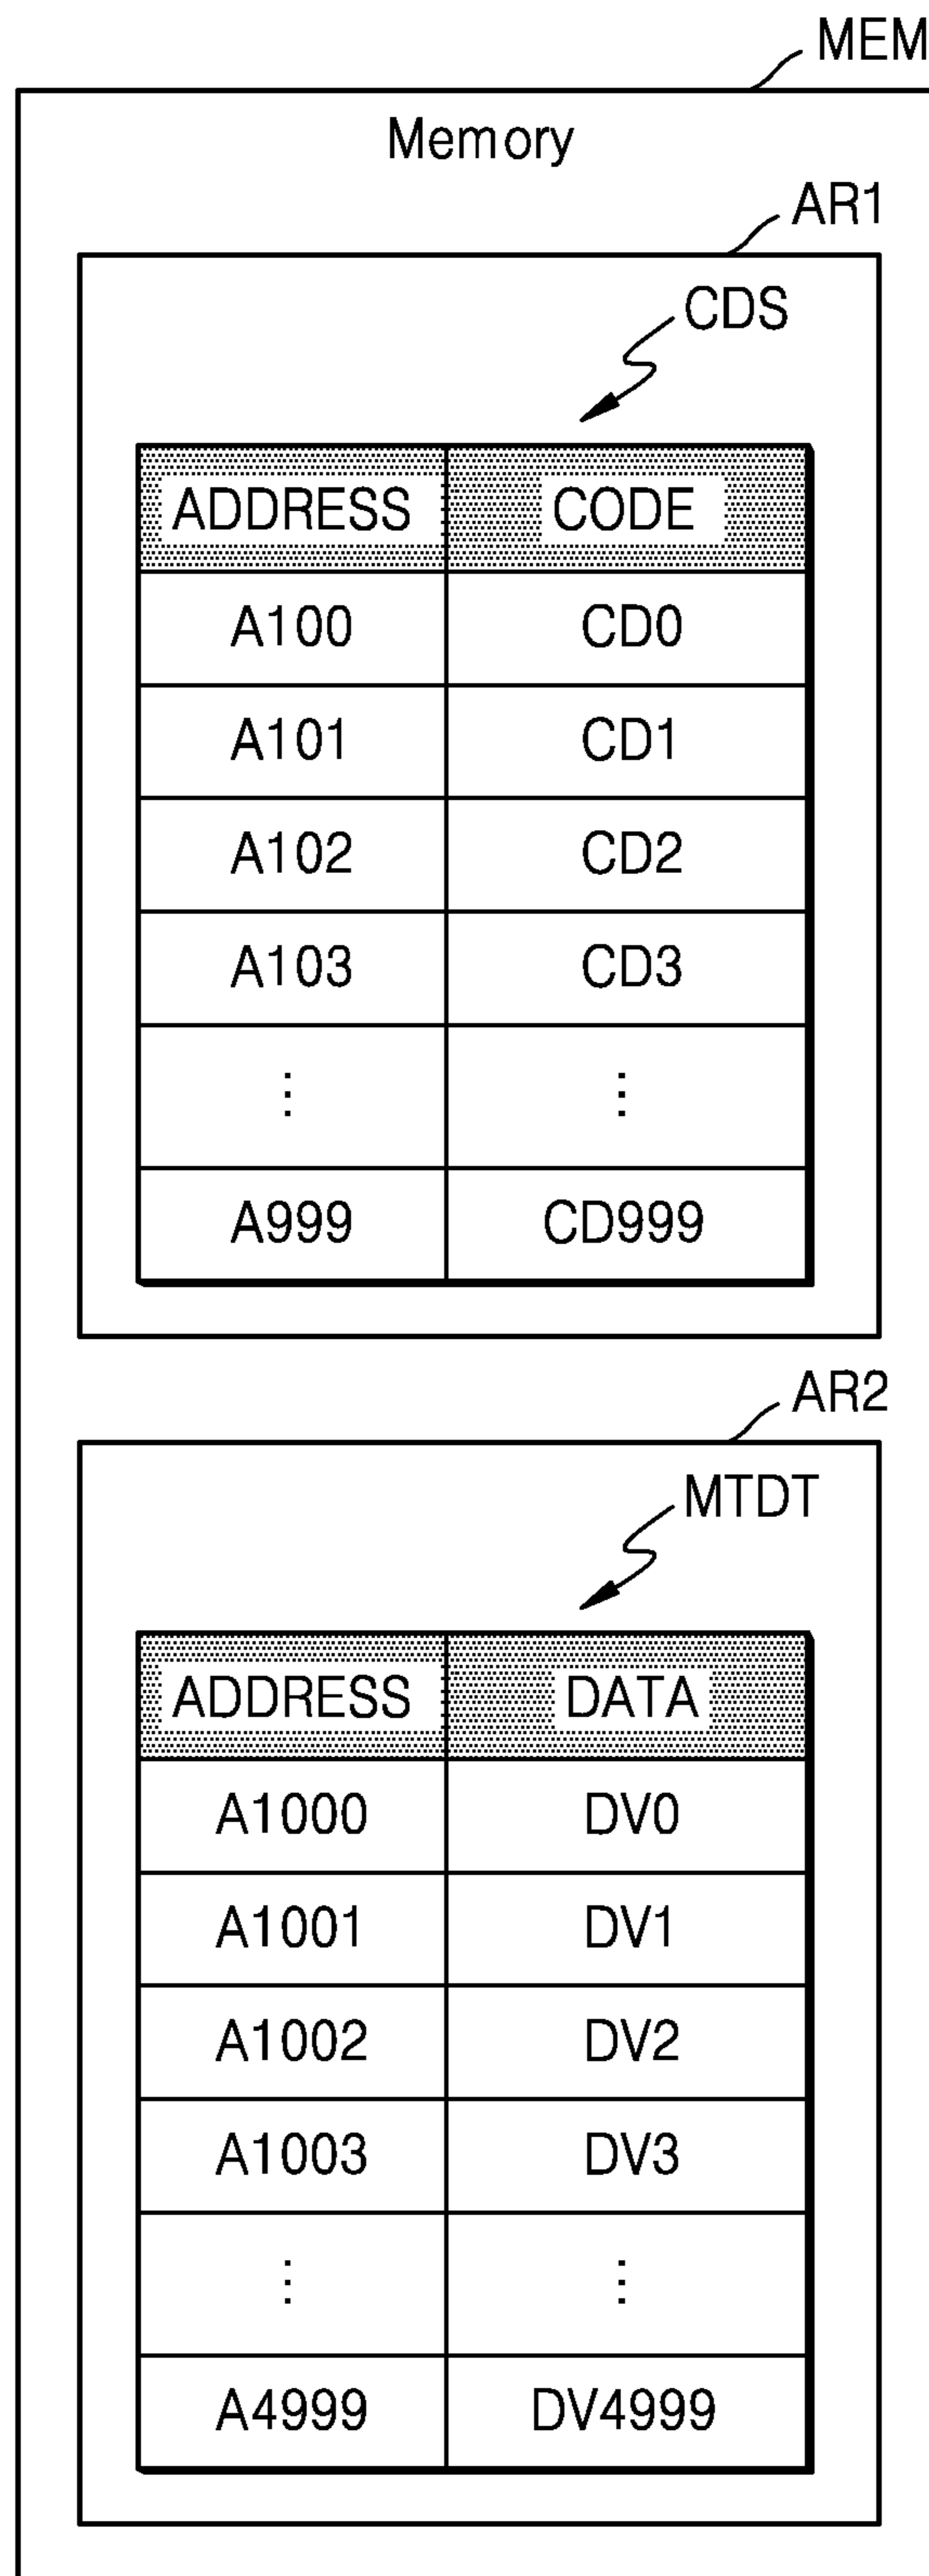 MEM
Memory
AR1
CDS
ADDRESS CODE
A100 CD0
A101 CD1
A102 CD2
A103 CD3
⋮ ⋮
A999 CD999
AR2
MTDT
ADDRESS DATA
A1000 DV0
A1001 DV1
A1002 DV2
A1003 DV3
⋮ ⋮
A4999 DV4999